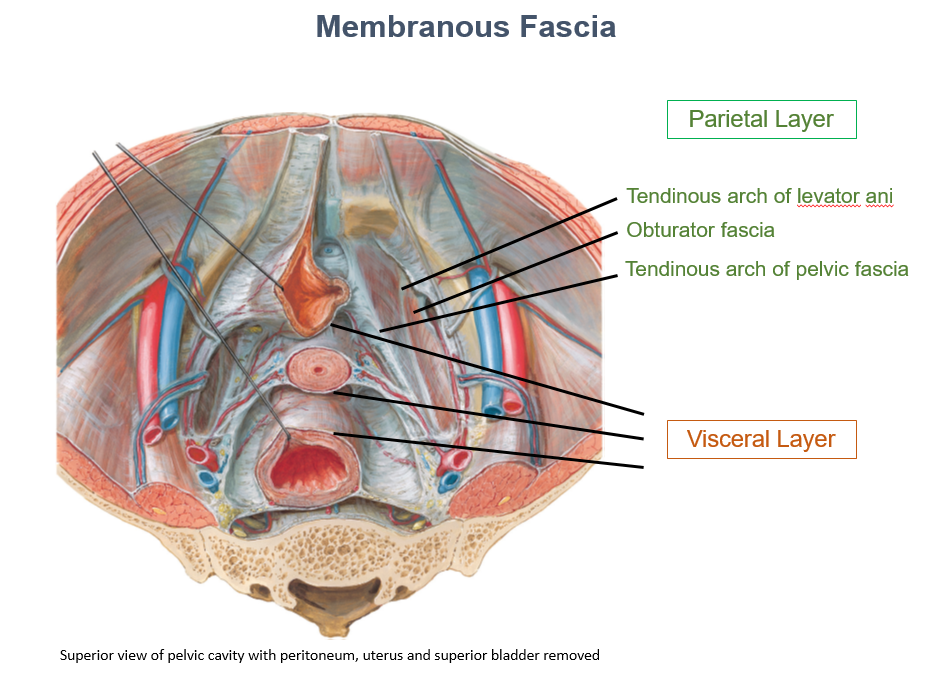 Membranous Fascia
Parietal Layer
Tendinous arch of levator ani
Obturator fascia
Tendinous arch of pelvic fascia
Visceral Layer
Superior view of pelvic cavity with peritoneum, uterus and superior bladder removed